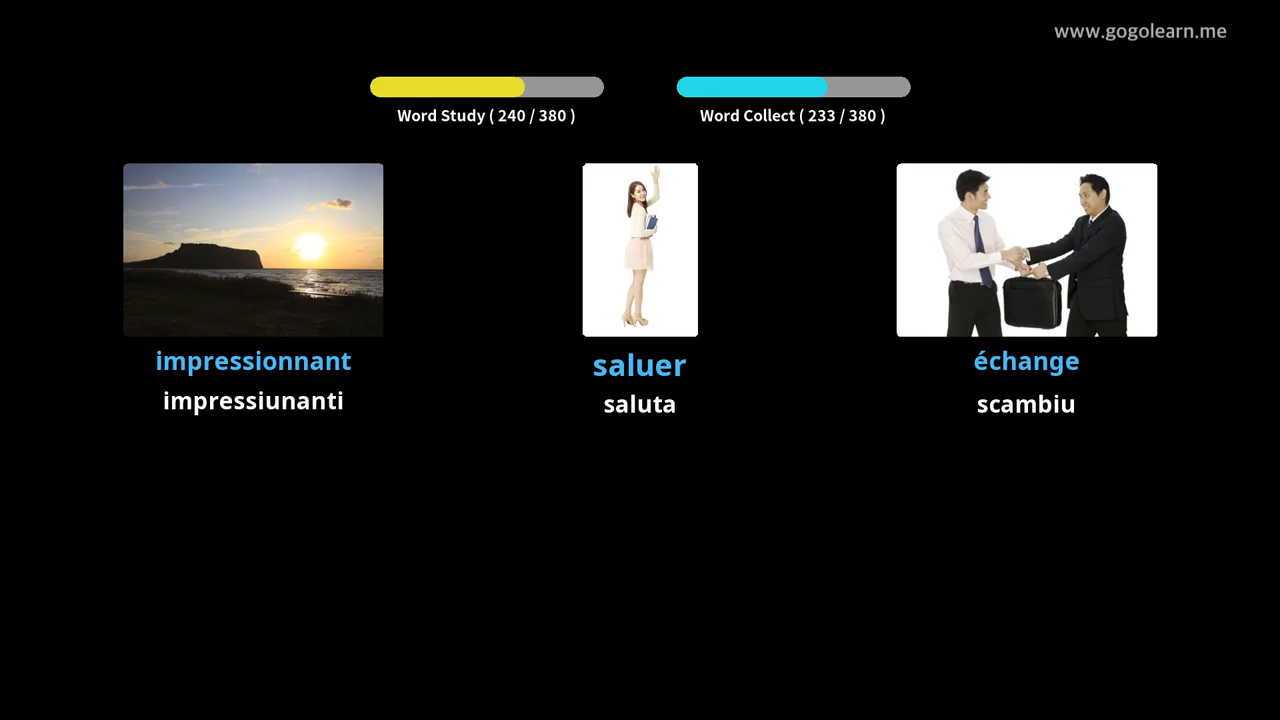 www.gogolearn.me
Word Study ( 240 / 380 )
Word Collect ( 233 / 380 )
impressionnant
impressiunanti
saluer
saluta
échange
scambiu